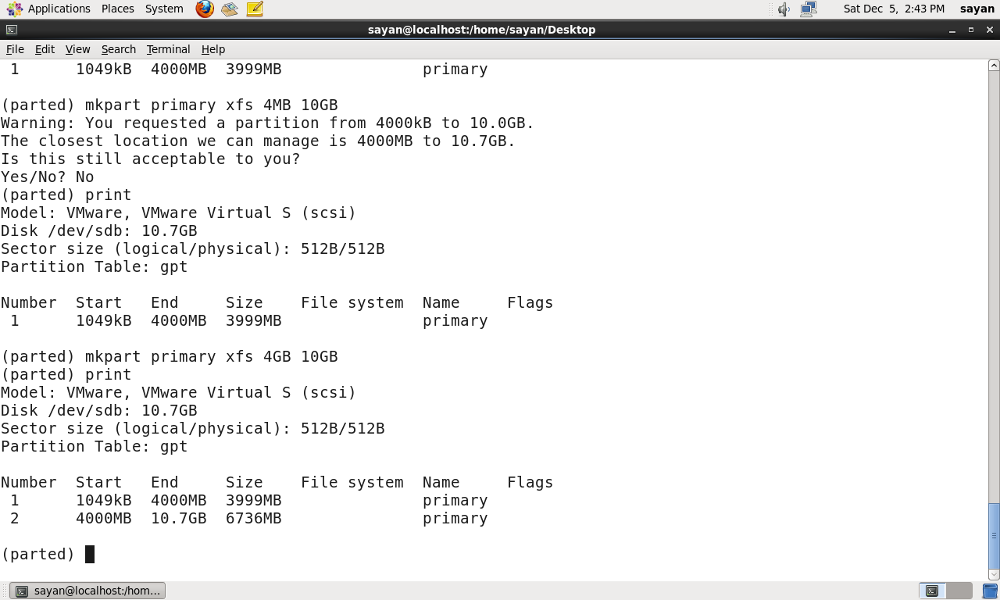 Applications Places System Sat Dec 5, 2:43 PM sayan
sayan@localhost:/home/sayan/Desktop
File Edit View Search Terminal Help
1 1049kB 4000MB 3999MB primary
(parted) mkpart primary xfs 4MB 10GB
Warning: You requested a partition from 4000kB to 10.0GB.
The closest location we can manage is 4000MB to 10.7GB.
Is this still acceptable to you?
Yes/No? No
(parted) print
Model: VMware, VMware Virtual S (scsi)
Disk /dev/sdb: 10.7GB
Sector size (logical/physical): 512B/512B
Partition Table: gpt
Number Start End Size File system Name Flags
1 1049kB 4000MB 3999MB primary
(parted) mkpart primary xfs 4GB 10GB
(parted) print
Model: VMware, VMware Virtual S (scsi)
Disk /dev/sdb: 10.7GB
Sector size (logical/physical): 512B/512B
Partition Table: gpt
Number Start End Size File system Name Flags
1 1049kB 4000MB 3999MB primary
2 4000MB 10.7GB 6736MB primary
(parted)
sayan@localhost:/hom...